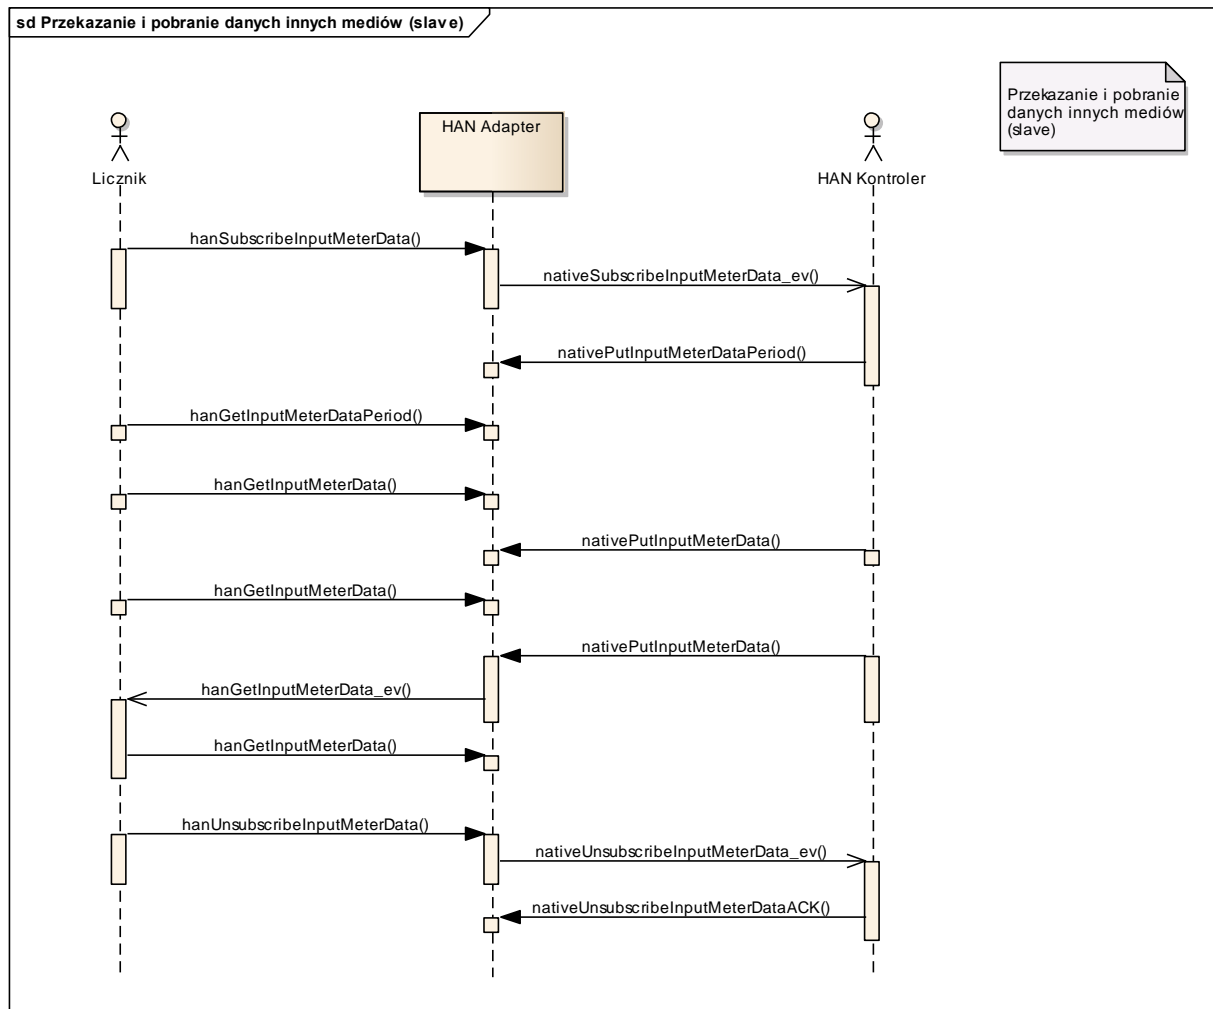 sd Przekazanie i pobranie danych innych mediów (slave)
Przekazanie i pobranie
danych innych mediów
(slave)
Licznik
HAN Adapter
HAN Kontroler
hanSubscribeInputMeterData()
nativeSubscribeInputMeterData_ev()
nativePutInputMeterDataPeriod()
hanGetInputMeterDataPeriod()
hanGetInputMeterData()
nativePutInputMeterData()
hanGetInputMeterData()
nativePutInputMeterData()
hanGetInputMeterData_ev()
hanGetInputMeterData()
hanUnsubscribeInputMeterData()
nativeUnsubscribeInputMeterData_ev()
nativeUnsubscribeInputMeterDataACK()